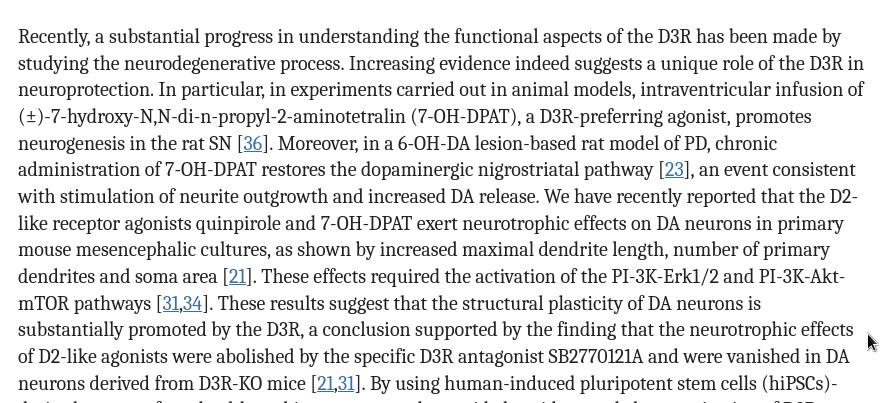 Recently, a substantial progress in understanding the functional aspects of the D3R has been made by
studying the neurodegenerative process. Increasing evidence indeed suggests a unique role of the D3R in
neuroprotection. In particular, in experiments carried out in animal models, intraventricular infusion of
(±)-7-hydroxy-N,N-di-n-propyl-2-aminotetralin (7-OH-DPAT), a D3R-preferring agonist, promotes
neurogenesis in the rat SN [36]. Moreover, in a 6-OH-DA lesion-based rat model of PD, chronic
administration of 7-OH-DPAT restores the dopaminergic nigrostriatal pathway [23], an event consistent
with stimulation of neurite outgrowth and increased DA release. We have recently reported that the D2-
like receptor agonists quinpirole and 7-OH-DPAT exert neurotrophic effects on DA neurons in primary
mouse mesencephalic cultures, as shown by increased maximal dendrite length, number of primary
dendrites and soma area [21]. These effects required the activation of the PI-3K-Erk1/2 and PI-3K-Akt-
mTOR pathways [31,34]. These results suggest that the structural plasticity of DA neurons is
substantially promoted by the D3R, a conclusion supported by the finding that the neurotrophic effects
of D2-like agonists were abolished by the specific D3R antagonist SB2770121A and were vanished in DA
neurons derived from D3R-KO mice [21,31]. By using human-induced pluripotent stem cells (hiPSCs)-